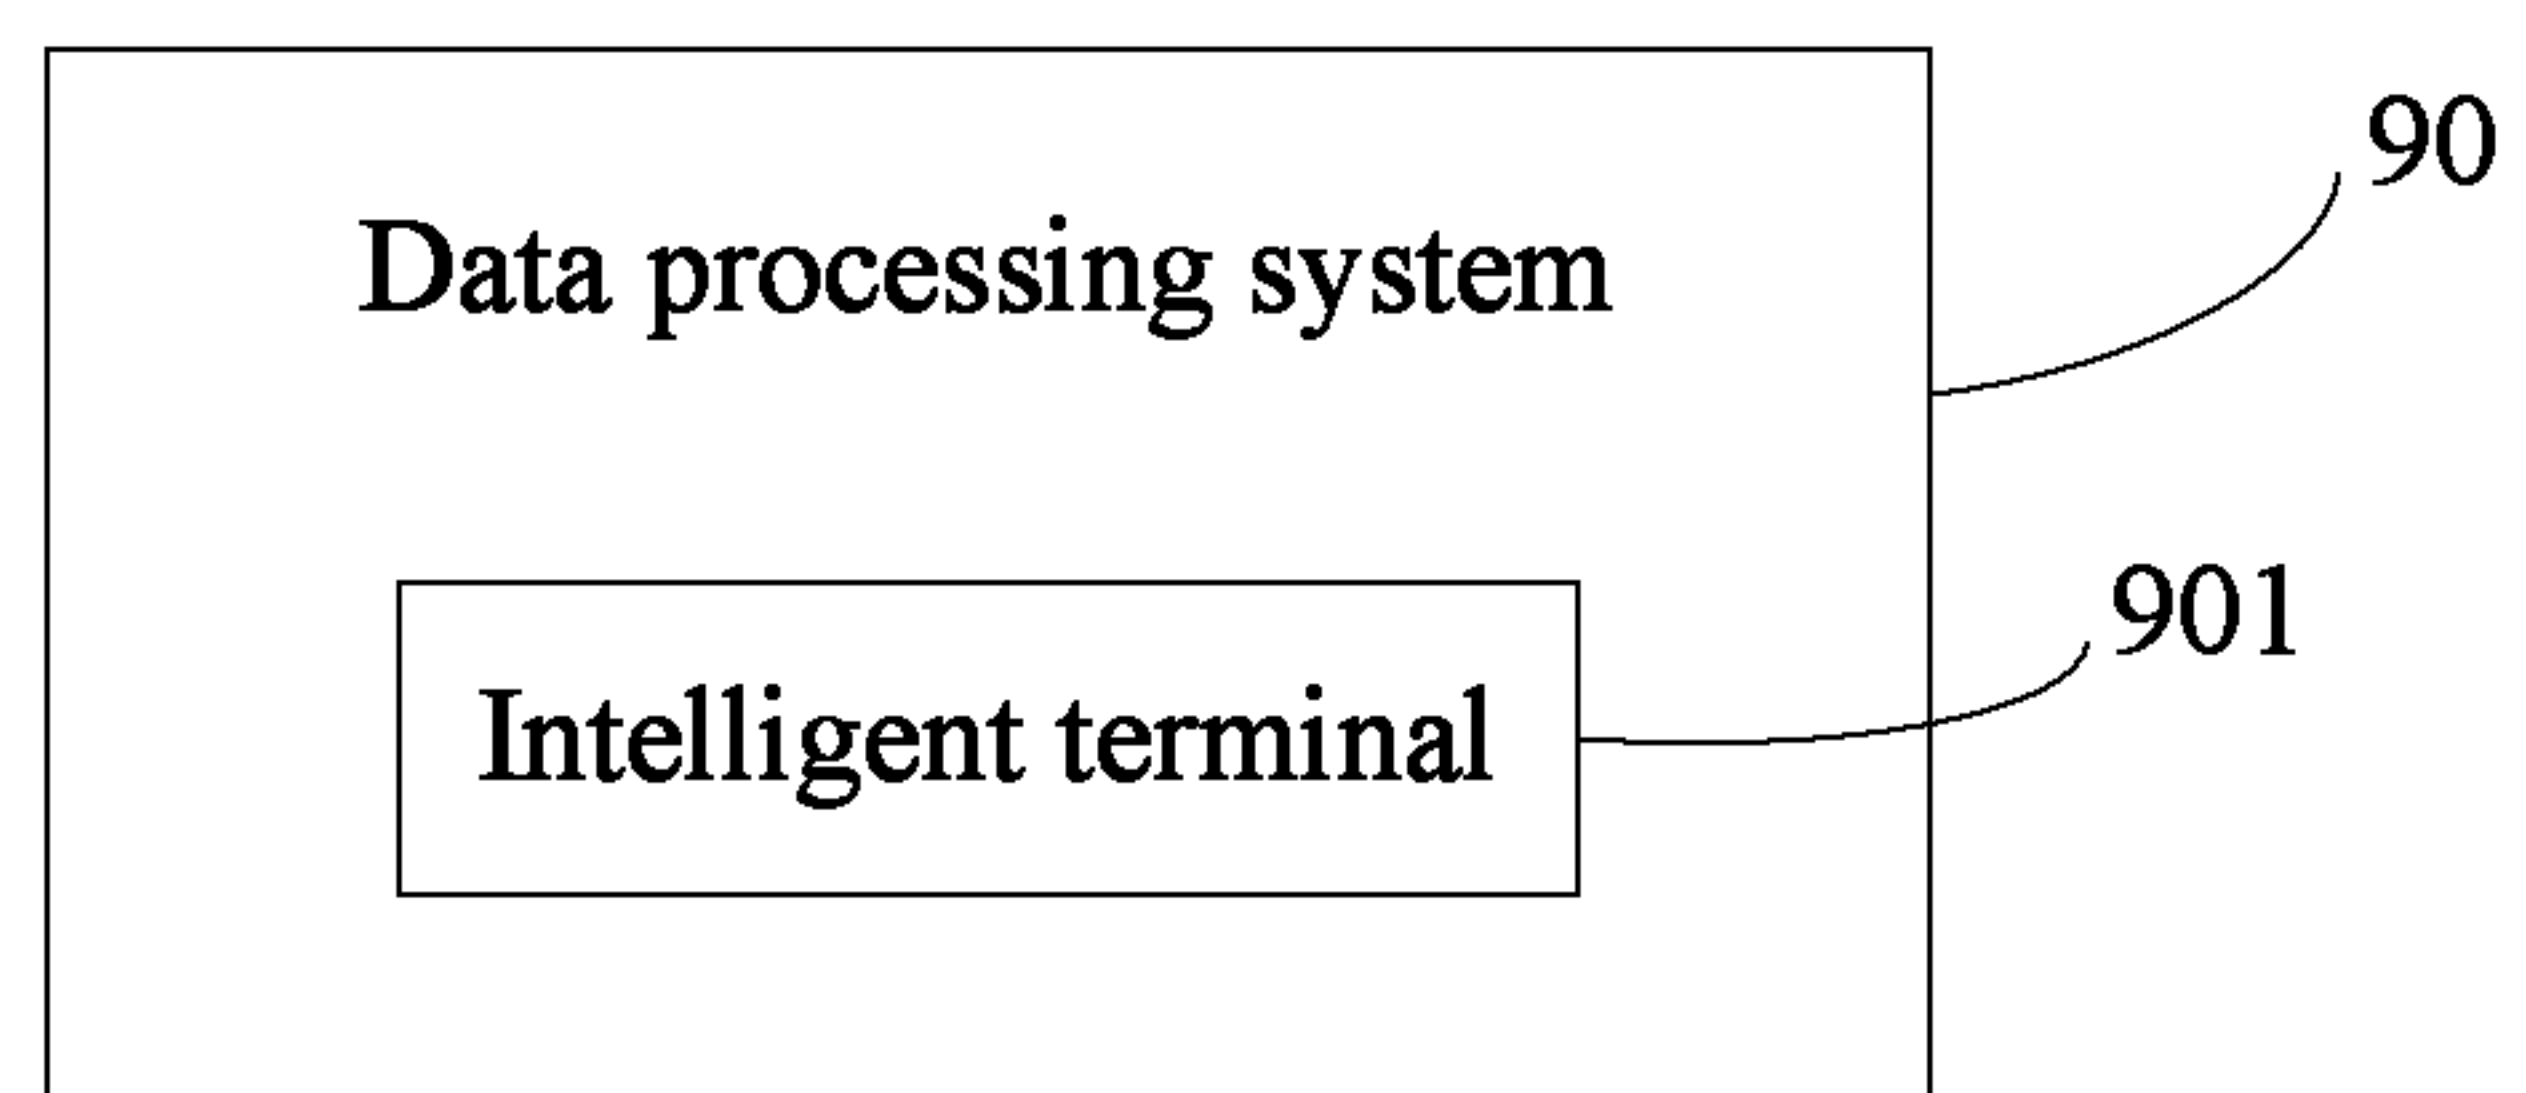 90
Data processing system
901
Intelligent terminal